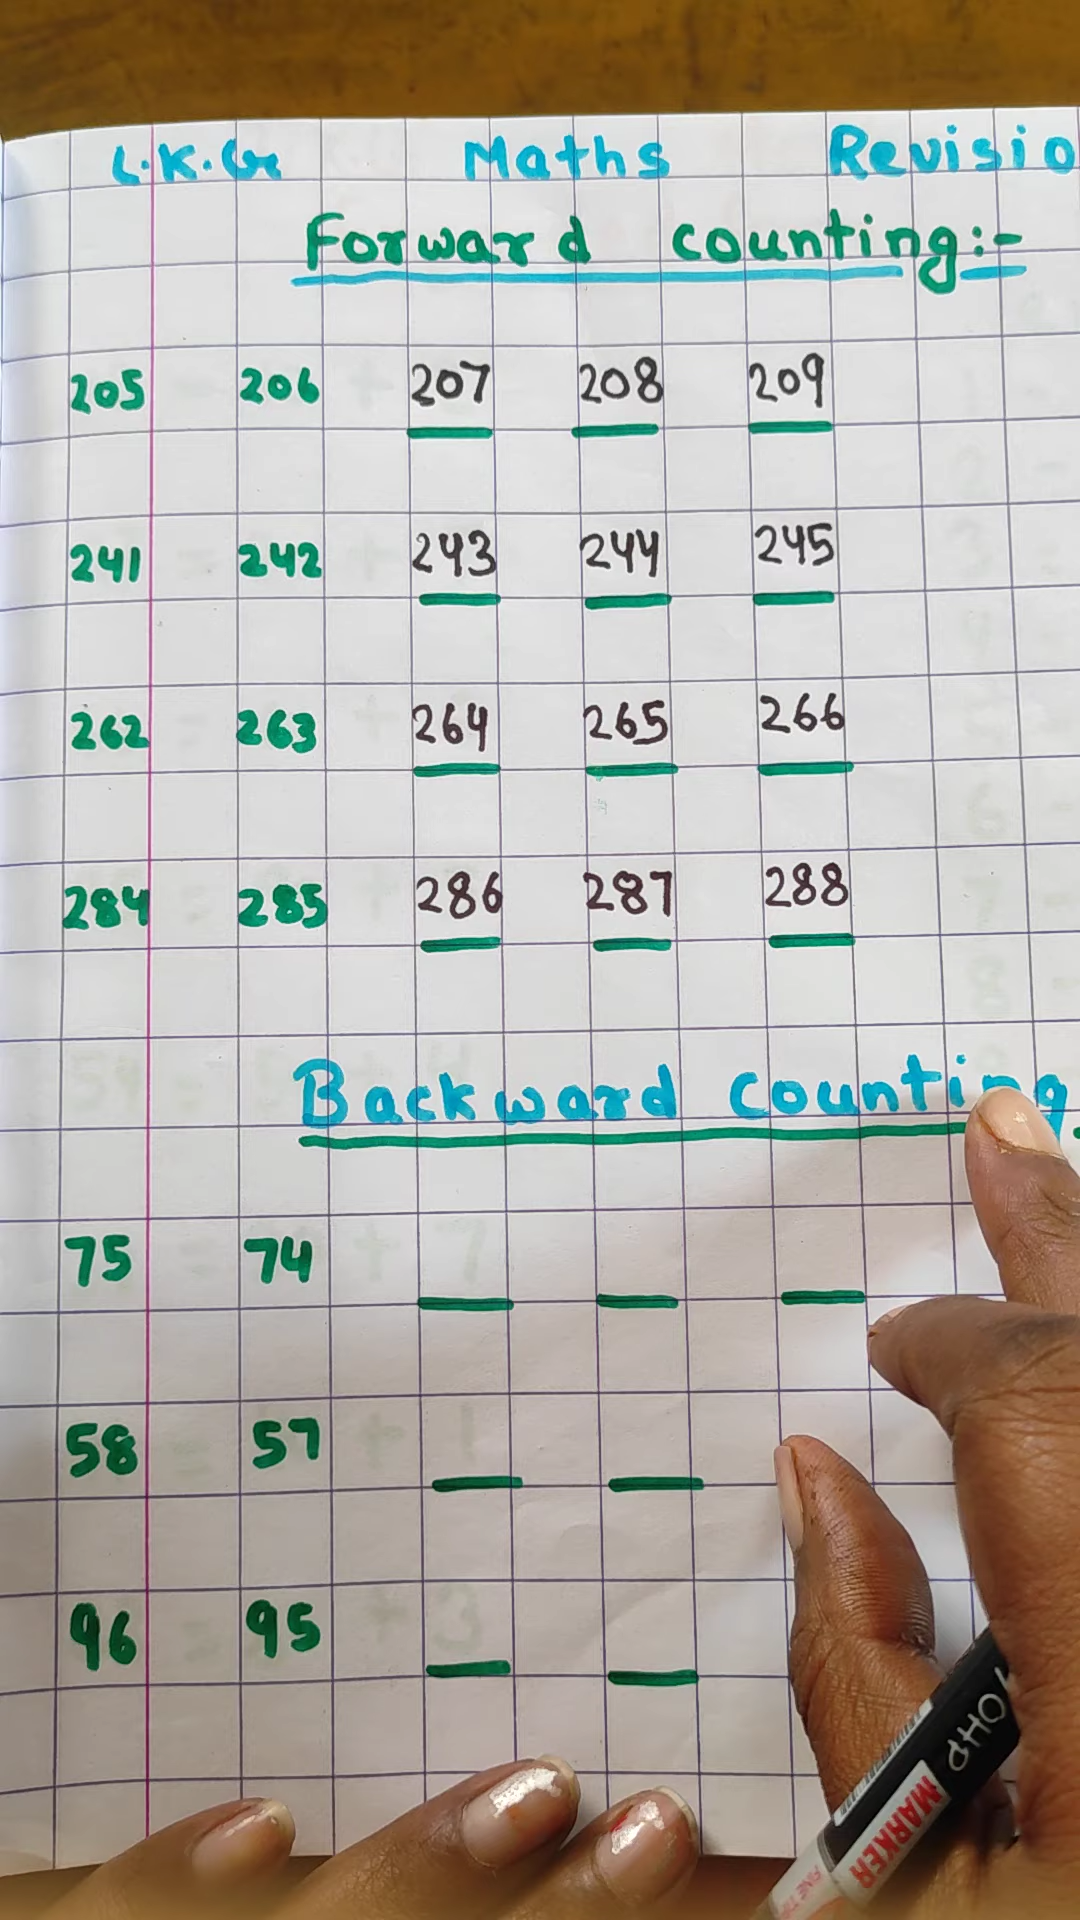 L.K.G Maths Revisio
Forward counting:-
205 206 207 208 209
241 242 243 244 245
262 263 264 265 266
284 285 286 287 288
Backward counting
75 74
58 57
96 95
OHP
MARKER